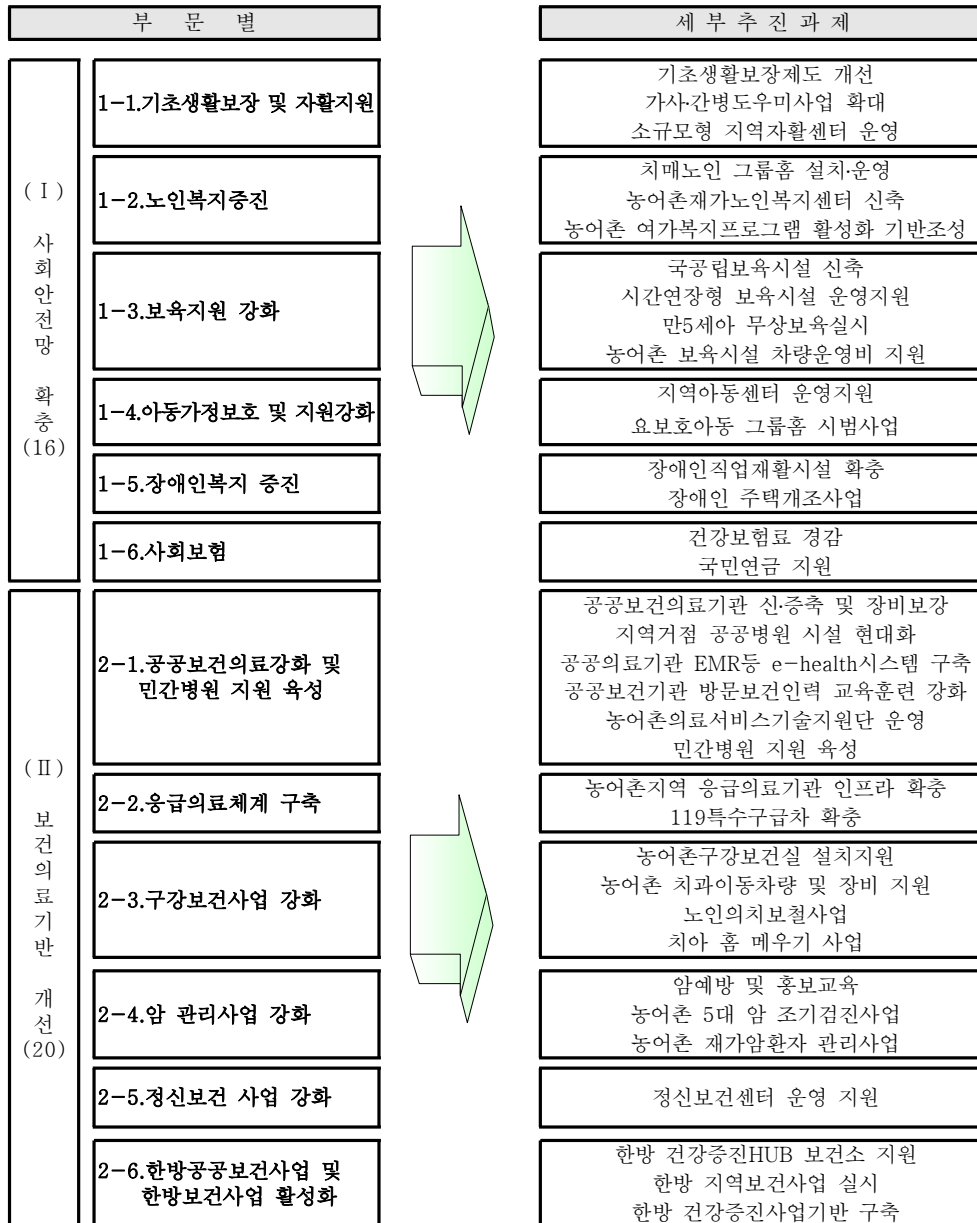 부 문 별
세 부 추 진 과 제
(Ⅰ)
사
회
안
전
망
확
충
(16)
1-1.기초생활보장 및 자활지원
기초생활보장제도 개선
가사·간병도우미사업 확대
소규모형 지역자활센터 운영
1-2.노인복지증진
치매노인 그룹홈 설치·운영
농어촌재가노인복지센터 신축
농어촌 여가복지프로그램 활성화 기반조성
1-3.보육지원 강화
국공립보육시설 신축
시간연장형 보육시설 운영지원
만5세아 무상보육실시
농어촌 보육시설 차량운영비 지원
1-4.아동가정보호 및 지원강화
지역아동센터 운영지원
요보호아동 그룹홈 시범사업
1-5.장애인복지 증진
장애인직업재활시설 확충
장애인 주택개조사업
1-6.사회보험
건강보험료 경감
국민연금 지원
(Ⅱ)
보
건
의
료
기
반
개
선
(20)
2-1.공공보건의료강화 및
민간병원 지원 육성
공공보건의료기관 신·증축 및 장비보강
지역거점 공공병원 시설 현대화
공공의료기관 EMR등 e-health시스템 구축
공공보건기관 방문보건인력 교육훈련 강화
농어촌의료서비스기술지원단 운영
민간병원 지원 육성
2-2.응급의료체계 구축
농어촌지역 응급의료기관 인프라 확충
119특수구급차 확충
2-3.구강보건사업 강화
농어촌구강보건실 설치지원
농어촌 치과이동차량 및 장비 지원
노인의치보철사업
치아 홈 메우기 사업
2-4.암 관리사업 강화
암예방 및 홍보교육
농어촌 5대 암 조기검진사업
농어촌 재가암환자 관리사업
2-5.정신보건 사업 강화
정신보건센터 운영 지원
2-6.한방공공보건사업 및
한방보건사업 활성화
한방 건강증진HUB 보건소 지원
한방 지역보건사업 실시
한방 건강증진사업기반 구축